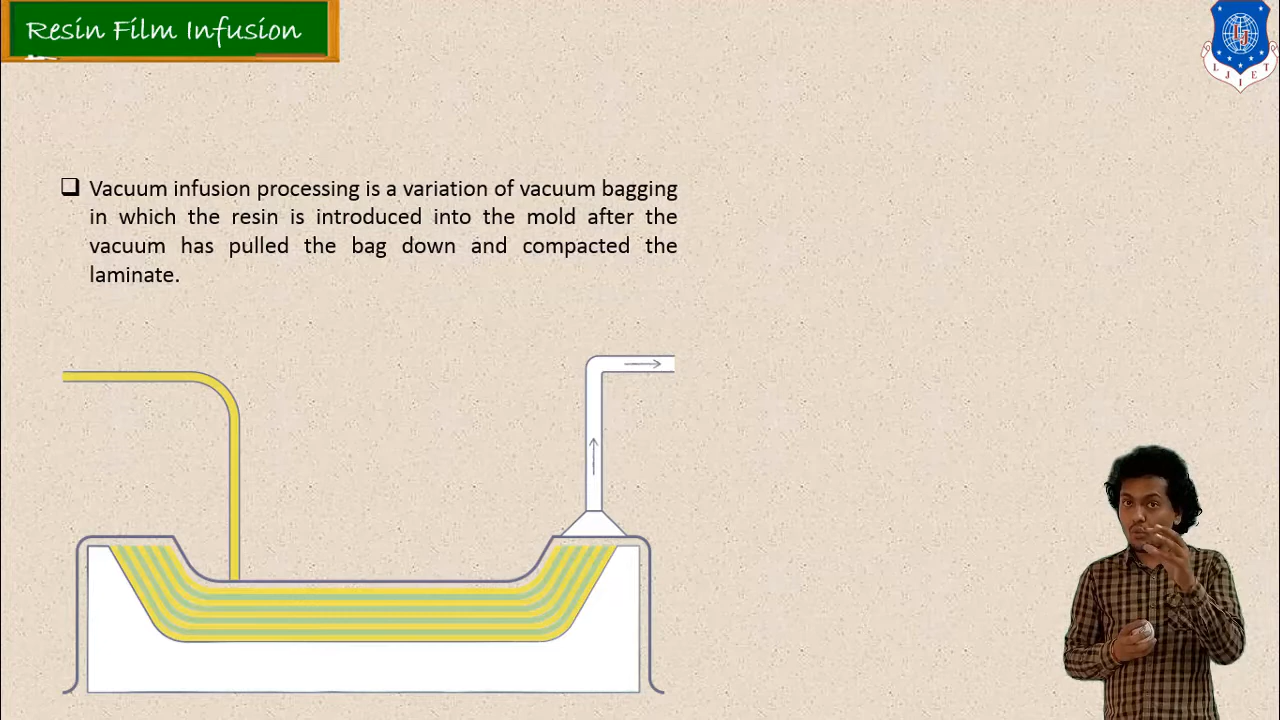 Resin Film Infusion
LJIET
❑ Vacuum infusion processing is a variation of vacuum bagging
in which the resin is introduced into the mold after the
vacuum has pulled the bag down and compacted the
laminate.